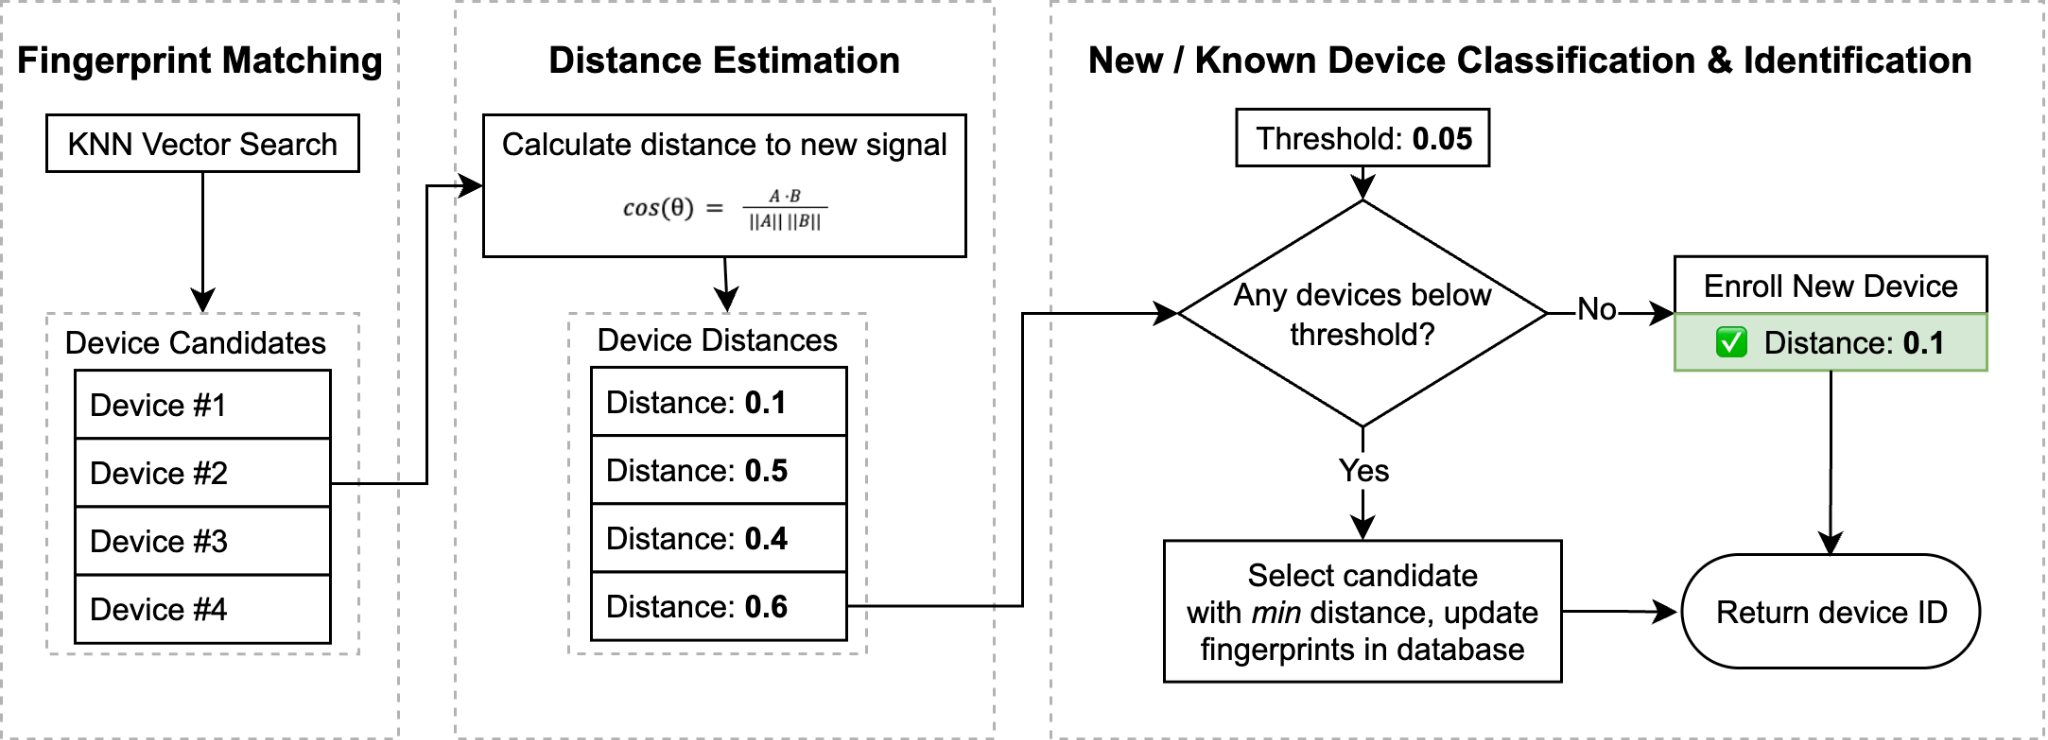 Fingerprint Matching
KNN Vector Search
Device Candidates
Device #1
Device #2
Device #3
Device #4
Distance Estimation
Calculate distance to new signal
cos(θ) = A · B / ||A|| ||B||
Device Distances
Distance: 0.1
Distance: 0.5
Distance: 0.4
Distance: 0.6
New / Known Device Classification & Identification
Threshold: 0.05
Any devices below
threshold?
No
Enroll New Device
✅ Distance: 0.1
Yes
Select candidate
with min distance, update
fingerprints in database
Return device ID